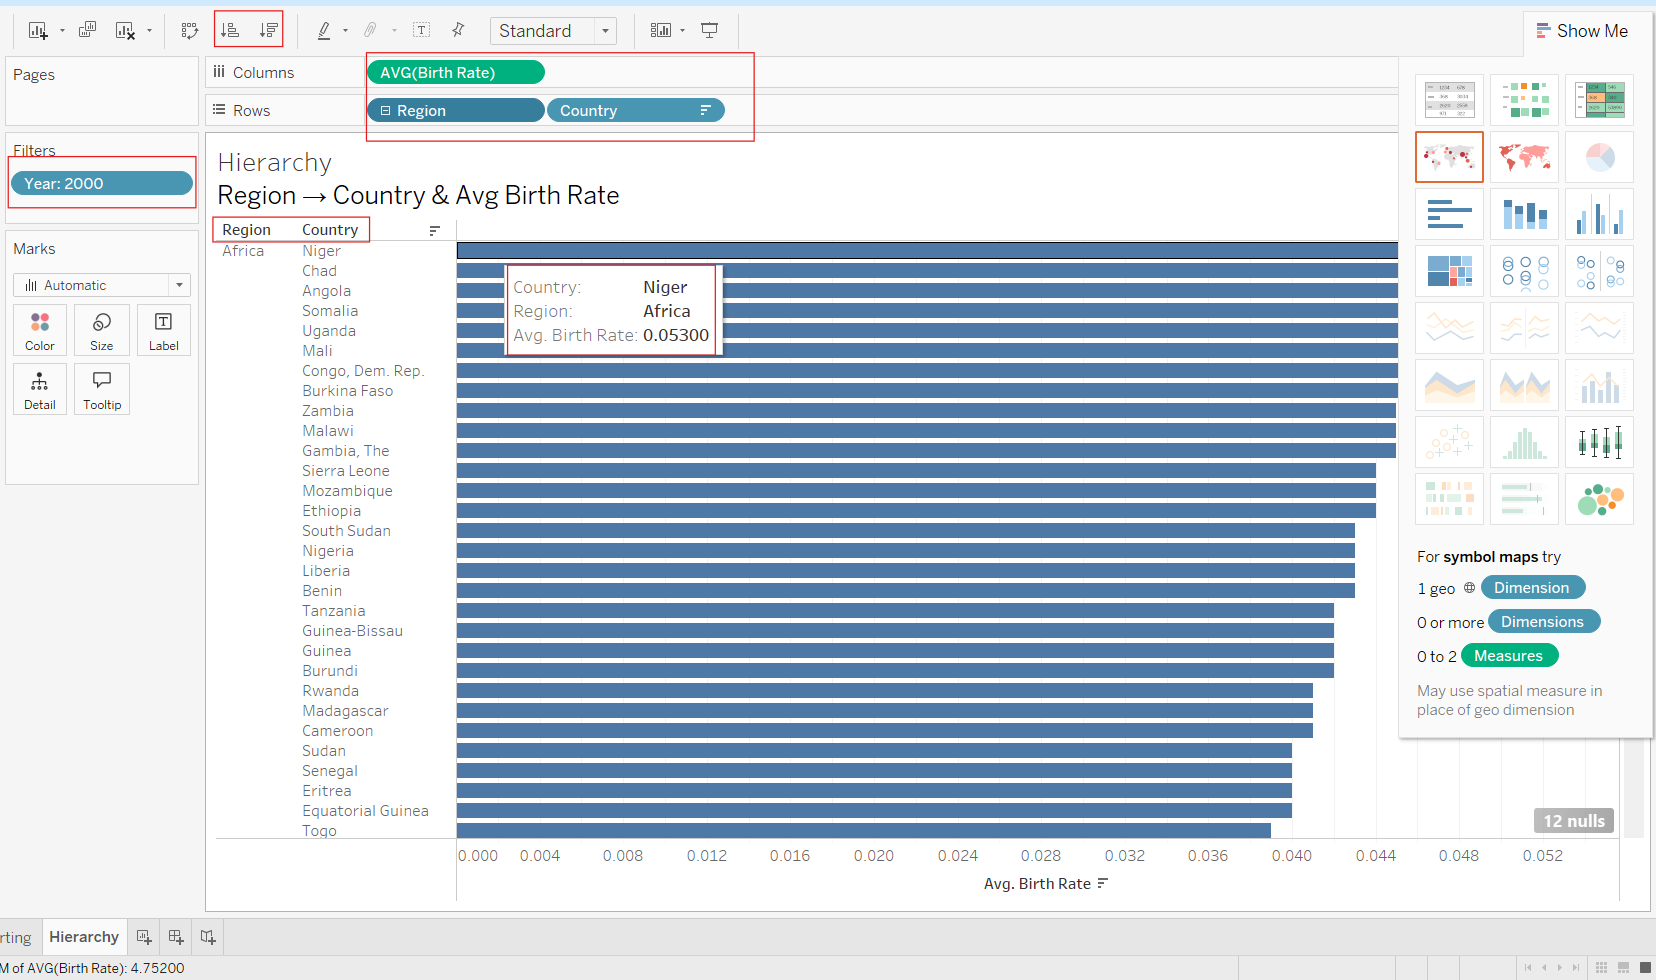 Standard
Show Me
Pages
Columns
AVG(Birth Rate)
Rows
Region
Country
Filters
Year: 2000
Marks
Automatic
Color
Size
Label
Detail
Tooltip
Hierarchy
Region → Country & Avg Birth Rate
Region Country
Africa Niger
Chad
Angola
Somalia
Uganda
Mali
Congo, Dem. Rep.
Burkina Faso
Zambia
Malawi
Gambia, The
Sierra Leone
Mozambique
Ethiopia
South Sudan
Nigeria
Liberia
Benin
Tanzania
Guinea-Bissau
Guinea
Burundi
Rwanda
Madagascar
Cameroon
Sudan
Senegal
Eritrea
Equatorial Guinea
Togo
Country: Niger
Region: Africa
Avg. Birth Rate: 0.05300
12 nulls
0.000 0.004 0.008 0.012 0.016 0.020 0.024 0.028 0.032 0.036 0.040 0.044 0.048 0.052
Avg. Birth Rate
For symbol maps try
1 geo Dimension
0 or more Dimensions
0 to 2 Measures
May use spatial measure in
place of geo dimension
rting
Hierarchy
M of AVG(Birth Rate): 4.75200